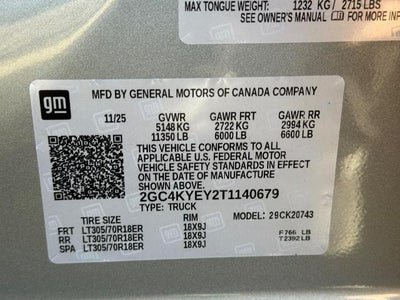 MAX TONGUE WEIGHT: 1232 KG / 2715 LBS
SEE OWNER'S MANUAL FOR MORE
gm
MFD BY GENERAL MOTORS OF CANADA COMPANY
11/25 GVWR GAWR FRT GAWR RR
5148 KG 2722 KG 2994 KG
11350 LB 6000 LB 6600 LB
THIS VEHICLE CONFORMS TO ALL
APPLICABLE U.S. FEDERAL MOTOR
VEHICLE SAFETY STANDARDS IN EFFECT ON
THE DATE OF MANUFACTURE SHOWN ABOVE.
2GC4KYEY2T1140679
TYPE: TRUCK MODEL: 29CK20743
TIRE SIZE RIM
FRT LT305/70R18ER 18X9J
RR LT305/70R18ER 18X9J
SPA LT305/70R18ER 18X9J
F766 LB
T2392 LB